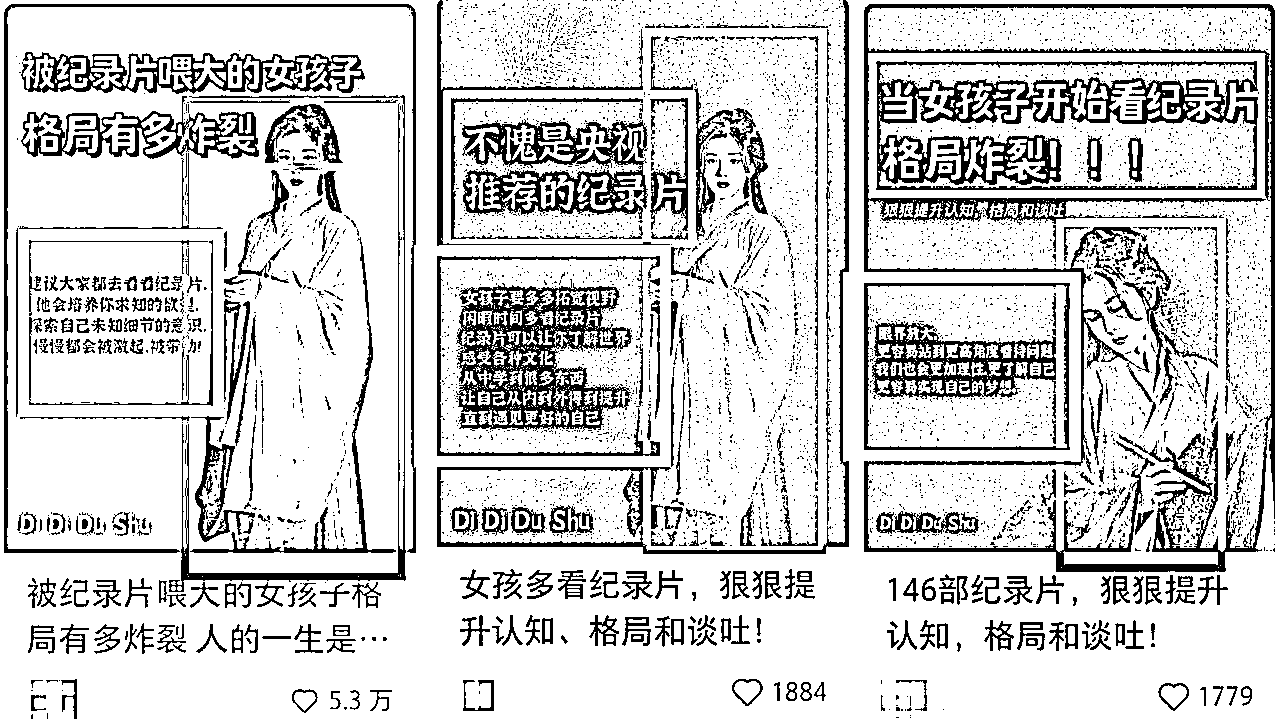 被纪录片喂大的女孩子
格局有多炸裂
建议大家都去看看纪录片,
他会培养你求知的欲望,
探索自己未知细节的意识,
慢慢都会被激起,被带动!
Di Di Du Shu
被纪录片喂大的女孩子格
局有多炸裂 人的一生是…
5.3 万
不愧是央视
推荐的纪录片
女孩子要多多拓宽视野
闲暇时间多看纪录片
纪录片可以让你了解世界
感受各种文化
从中学到很多东西
让自己从内到外得到提升
直到遇见更好的自己
Di Di Du Shu
女孩多看纪录片，狠狠提
升认知、格局和谈吐！
1884
当女孩子开始看纪录片
格局炸裂！！！
狠狠提升认知，格局和谈吐
眼界持大,
更容易站到更高角度看待问题
我们也会更加理性,更了解自己
更容易实现自己的梦想.
Di Di Du Shu
146部纪录片，狠狠提升
认知，格局和谈吐！
1779